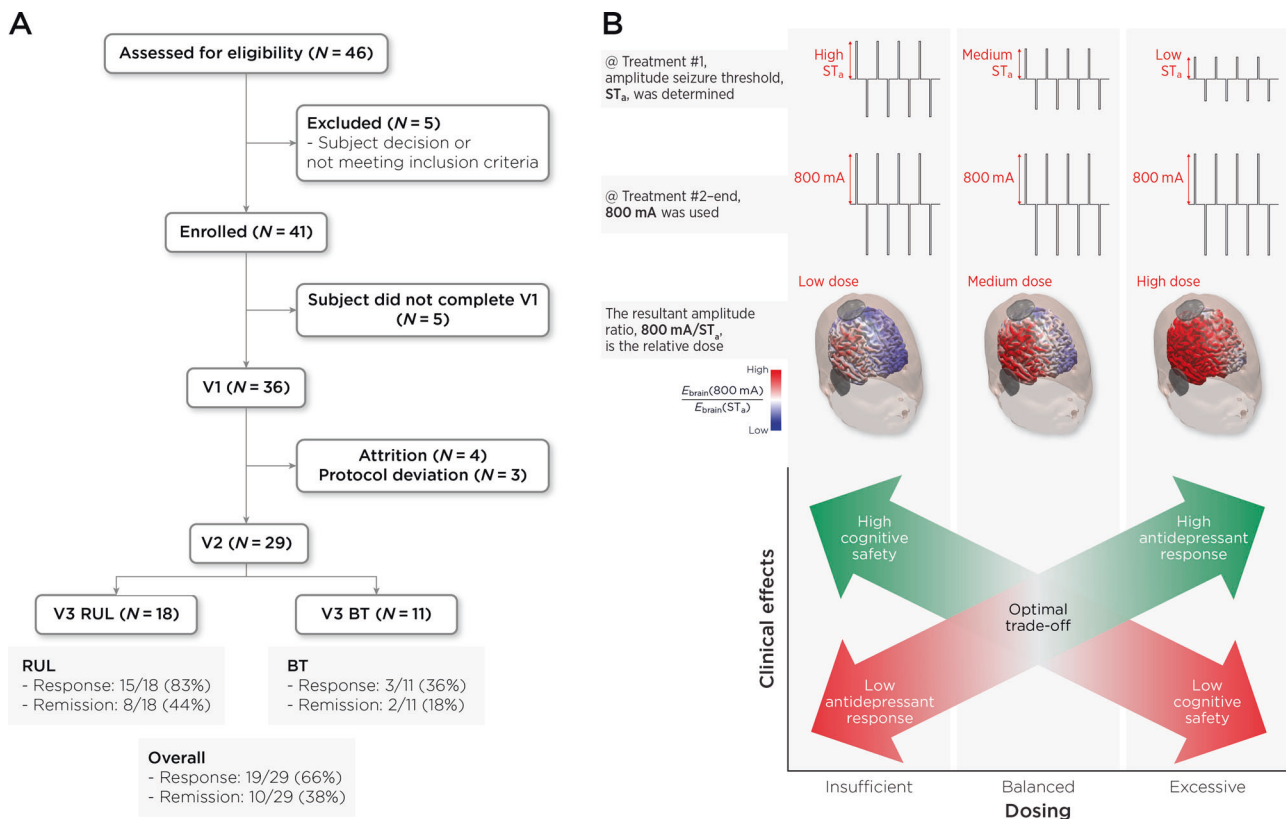 A
Assessed for eligibility (N = 46)
Excluded (N = 5)
- Subject decision or
not meeting inclusion criteria
Enrolled (N = 41)
Subject did not complete V1
(N = 5)
V1 (N = 36)
Attrition (N = 4)
Protocol deviation (N = 3)
V2 (N = 29)
V3 RUL (N = 18)
V3 BT (N = 11)
RUL
- Response: 15/18 (83%)
- Remission: 8/18 (44%)
BT
- Response: 3/11 (36%)
- Remission: 2/11 (18%)
Overall
- Response: 19/29 (66%)
- Remission: 10/29 (38%)
B
@ Treatment #1,
amplitude seizure threshold,
STa, was determined
High
STa
Medium
STa
Low
STa
@ Treatment #2–end,
800 mA was used
800 mA
800 mA
800 mA
The resultant amplitude
ratio, 800 mA/STa,
is the relative dose
Low dose
Medium dose
High dose
High
Ebrain(800 mA)
Ebrain(STa)
Low
Clinical effects
High
cognitive
safety
High
antidepressant
response
Optimal
trade-off
Low
antidepressant
response
Low
cognitive
safety
Insufficient
Balanced
Excessive
Dosing